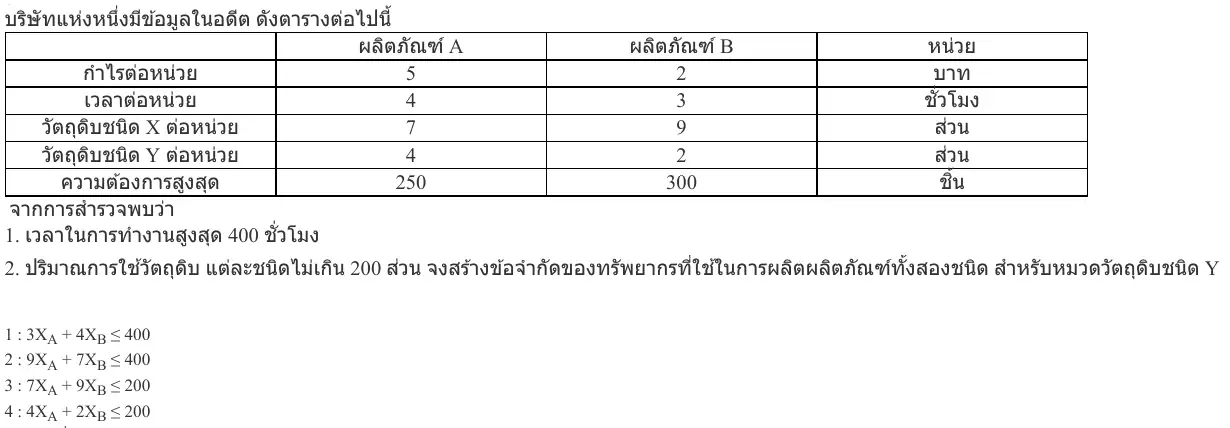 บริษัทแห่งหนึ่งมีข้อมูลในอดีต ดังตารางต่อไปนี้
ผลิตภัณฑ์ A ผลิตภัณฑ์ B หน่วย
กำไรต่อหน่วย 5 2 บาท
เวลาต่อหน่วย 4 3 ชั่วโมง
วัตถุดิบชนิด X ต่อหน่วย 7 9 ส่วน
วัตถุดิบชนิด Y ต่อหน่วย 4 2 ส่วน
ความต้องการสูงสุด 250 300 ชิ้น
จากการสำรวจพบว่า
1. เวลาในการทำงานสูงสุด 400 ชั่วโมง
2. ปริมาณการใช้วัตถุดิบ แต่ละชนิดไม่เกิน 200 ส่วน จงสร้างข้อจำกัดของทรัพยากรที่ใช้ในการผลิตผลิตภัณฑ์ทั้งสองชนิด สำหรับหมวดวัตถุดิบชนิด Y
1 : 3XA + 4XB ≤ 400
2 : 9XA + 7XB ≤ 400
3 : 7XA + 9XB ≤ 200
4 : 4XA + 2XB ≤ 200